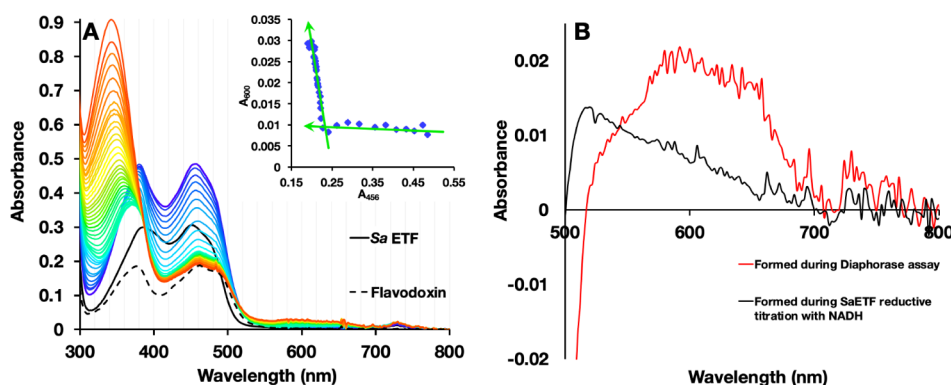 A
0.9
0.8
0.7
0.6
0.5
0.4
0.3
0.2
0.1
0
300 400 500 600 700 800
Absorbance
Wavelength (nm)
0.035
0.03
0.025
0.02
0.015
0.01
0.005
0
0.15 0.25 0.35 0.45 0.55
A600
A456
Sa ETF
Flavodoxin
B
0.02
0.01
0
-0.01
-0.02
500 600 700 800
Absorbance
Wavelength (nm)
Formed during Diaphorase assay
Formed during SaETF reductive
titration with NADH